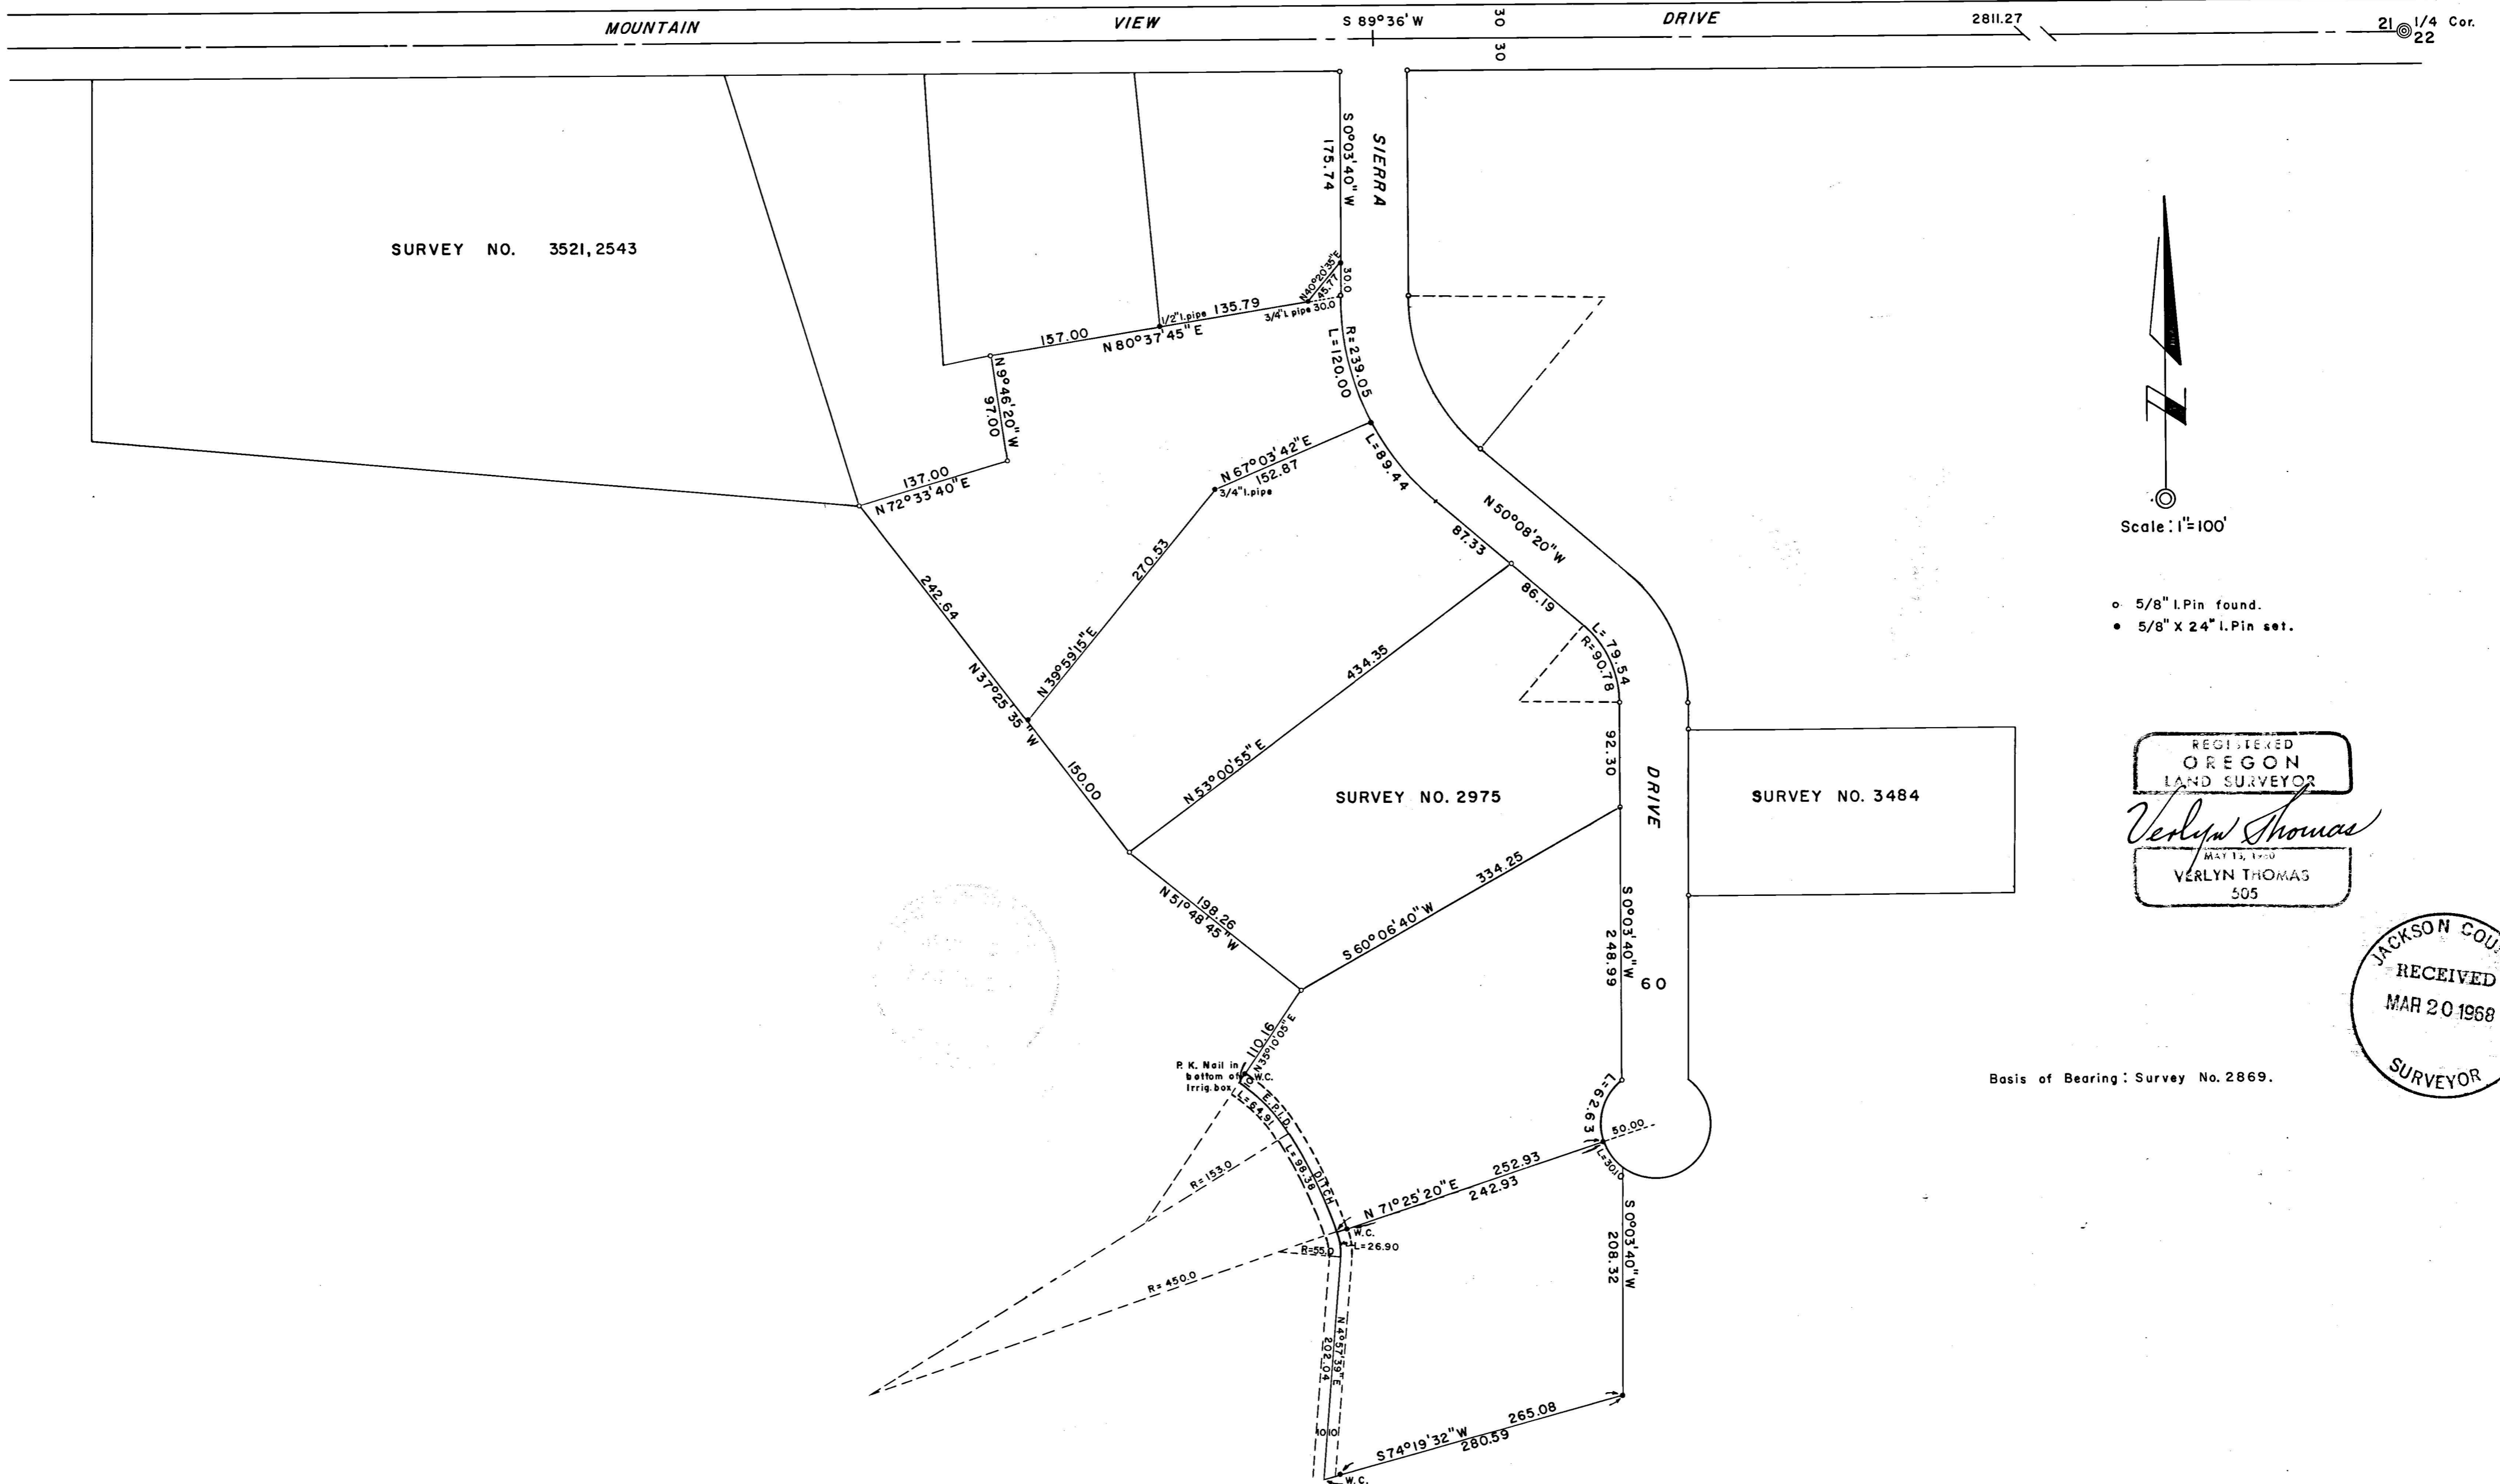 MOUNTAIN VIEW S 89°36' W DRIVE 2811.27
30
30
21 1/4 Cor.
22
SURVEY NO. 3521, 2543
S 0°03'40" W
175.74
SIERRA
N40°20'35"E
45.77
30.0
1/2" I.pipe 135.79
3/4" I. pipe 30.0
157.00
N 80°37'45" E
R=239.05
L=120.00
N 9°46'20" W
97.00
137.00
N 72°33'40"E
N 67°03'42"E
152.87
3/4" I.pipe
L=89.44
N 50°08'20" W
87.33
86.19
270.53
N 39°59'15"E
242.64
N 37°25'35" W
150.00
434.35
N 53°00'55" E
L= 79.54
R=90.78
92.30
DRIVE
SURVEY NO. 2975
SURVEY NO. 3484
334.25
S 60°06'40" W
198.26
N 51°48'45" W
S 0°03'40" W
248.99
60
110.16
N35°10'05"E
P. K. Nail in
bottom of
Irrig. box
W.C.
10
L=64.91
E.P.I.D.
DITCH
L=98.38
R=153.0
R= 450.0
R=55.0
L=26.90
W.C.
L=62.63
50.00
L=30.10
252.93
N 71°25'20" E
242.93
S 0°03'40" W
208.32
N 4°57'39" E
202.04
10 10
265.08
S 74°19'32" W
280.59
W.C.
N
Scale: 1"=100'
5/8" I.Pin found.
5/8" X 24" I.Pin set.
REGISTERED
OREGON
LAND SURVEYOR
Verlyn Thomas
MAY 13, 1960
VERLYN THOMAS
505
JACKSON COU
RECEIVED
MAR 20 1968
SURVEYOR
Basis of Bearing: Survey No. 2869.